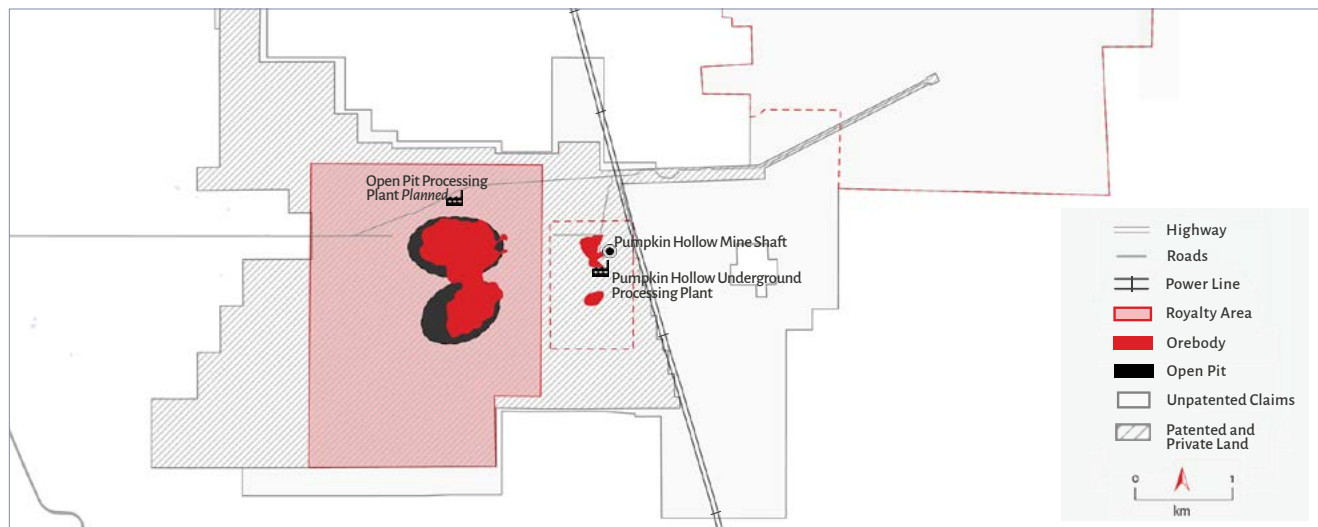 Open Pit Processing
Plant Planned
Pumpkin Hollow Mine Shaft
Pumpkin Hollow Underground
Processing Plant
Highway
Roads
Power Line
Royalty Area
Orebody
Open Pit
Unpatented Claims
Patented and
Private Land
0 1
km